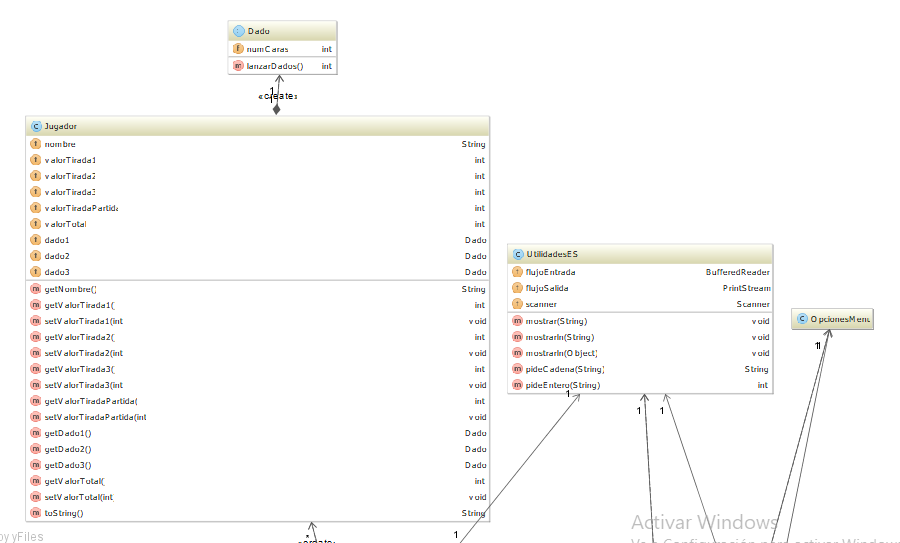 Dado
numCaras int
lanzarDados() int
1
«create»
1
Jugador
nombre String
valorTirada1 int
valorTirada2 int
valorTirada3 int
valorTiradaPartida int
valorTotal int
dado1 Dado
dado2 Dado
dado3 Dado
getNombre() String
getValorTirada1( int
setValorTirada1(int void
getValorTirada2( int
setValorTirada2(int void
getValorTirada3( int
setValorTirada3(int void
getValorTiradaPartida( int
setValorTiradaPartida(int void
getDado1() Dado
getDado2() Dado
getDado3() Dado
getValorTotal( int
setValorTotal(int void
toString() String
UtilidadesES
flujoEntrada BufferedReader
flujoSalida PrintStream
scanner Scanner
mostrar(String) void
mostrarln(String) void
mostrarln(Object) void
pideCadena(String) String
pideEntero(String) int
OpcionesMenu
1
1
1
1
1
1
*
«create»
by yFiles
Activar Windows
Ve a Configuración para activar Windows